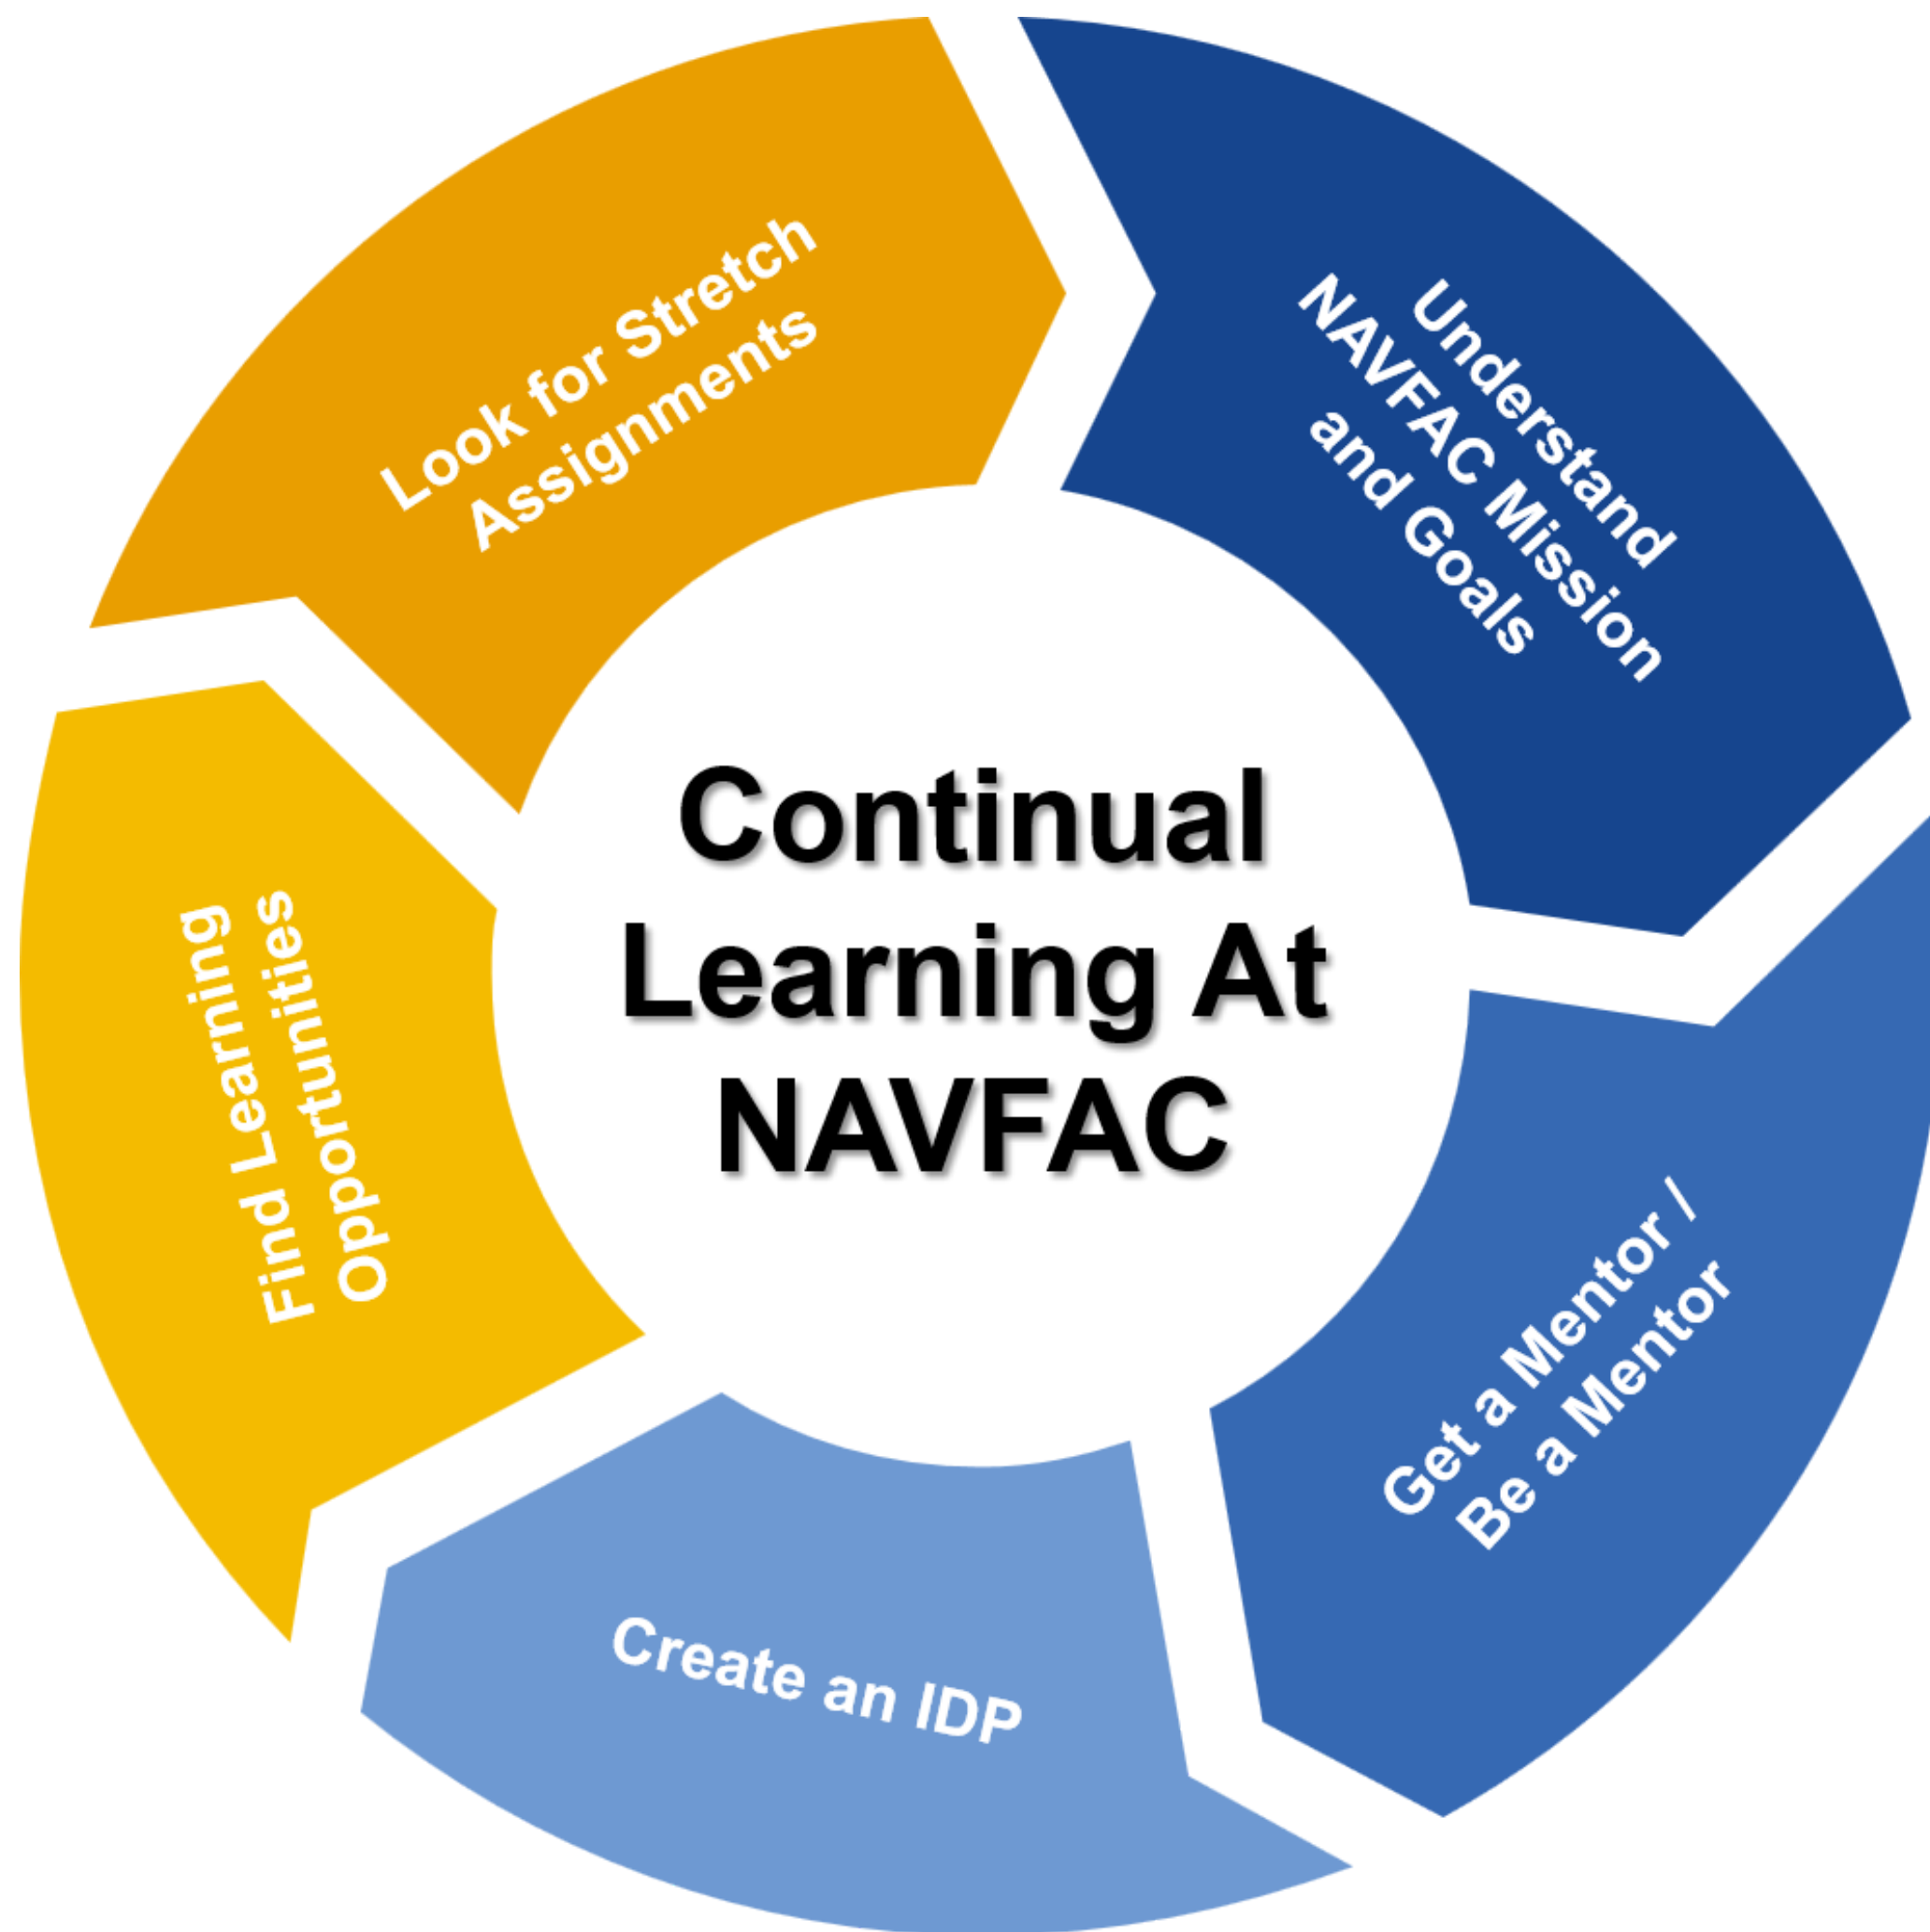 Continual
Learning At
NAVFAC
Understand
NAVFAC Mission
and Goals
Get a Mentor /
Be a Mentor
Create an IDP
Find Learning
Opportunities
Look for Stretch
Assignments